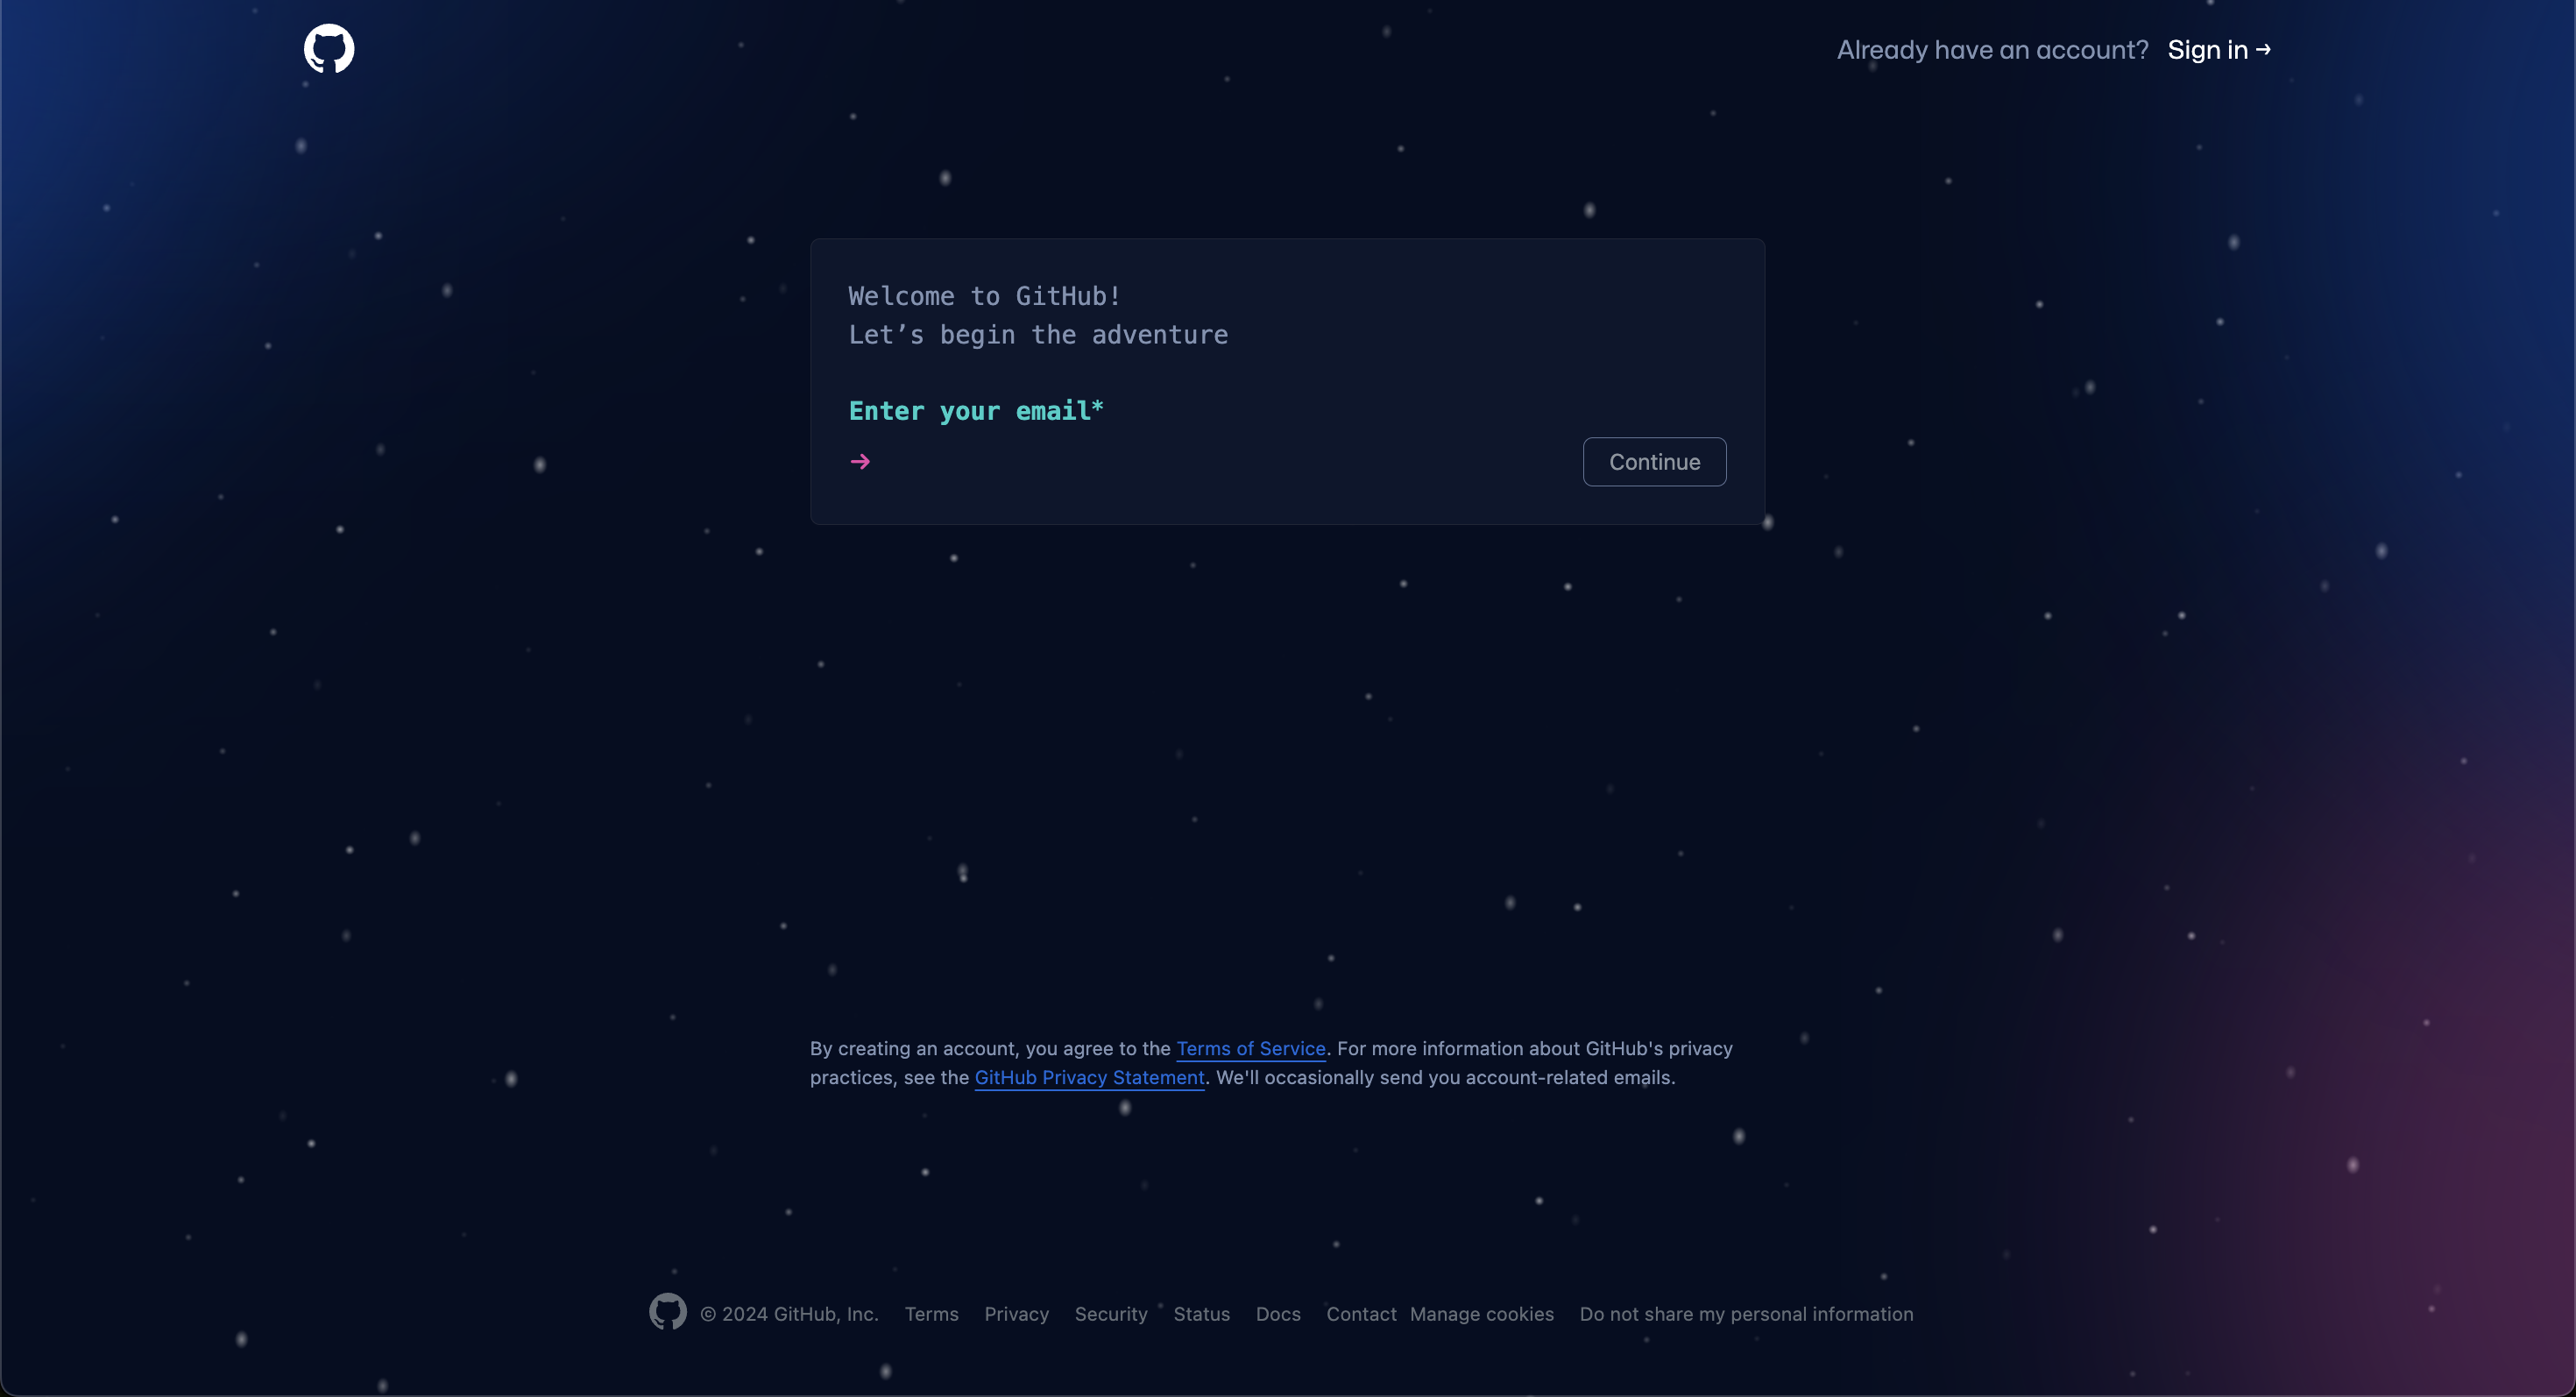 Already have an account? Sign in →
Welcome to GitHub!
Let’s begin the adventure
Enter your email*
→
Continue
By creating an account, you agree to the Terms of Service. For more information about GitHub's privacy
practices, see the GitHub Privacy Statement. We'll occasionally send you account-related emails.
© 2024 GitHub, Inc. Terms Privacy Security Status Docs Contact Manage cookies Do not share my personal information